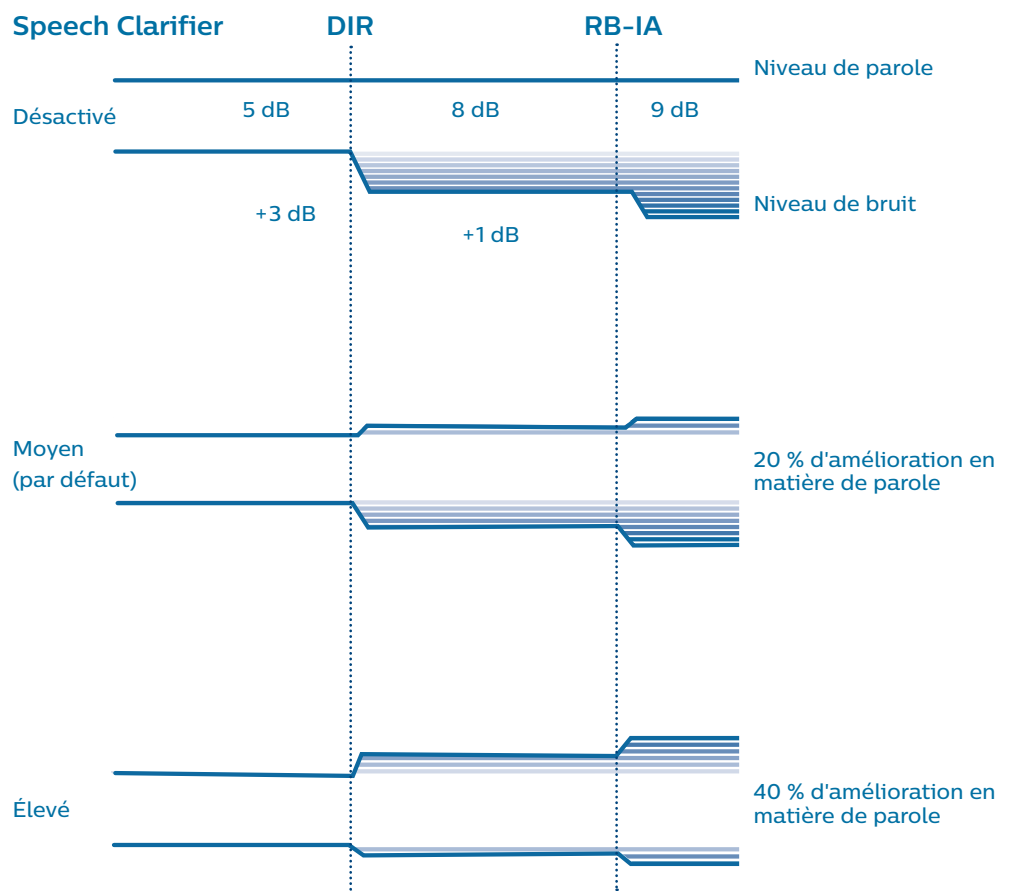 Speech Clarifier DIR RB-IA
Niveau de parole
Désactivé 5 dB 8 dB 9 dB
Niveau de bruit
+3 dB
+1 dB
Moyen
(par défaut)
20 % d'amélioration en
matière de parole
Élevé
40 % d'amélioration en
matière de parole